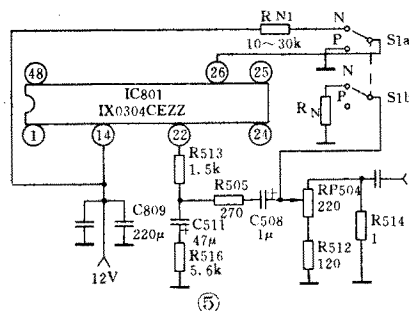 R N1
N
S1a
10～30k
P
48
26
25
N
S1b
IC801
IX0304CEZZ
RN
P
1
14
22
24
R513
1.5k
R505
RP504
270
C508
220
C809
C511
1μ
R514
220μ
47μ
R512
1
R516
120
12V
5.6k
⑤